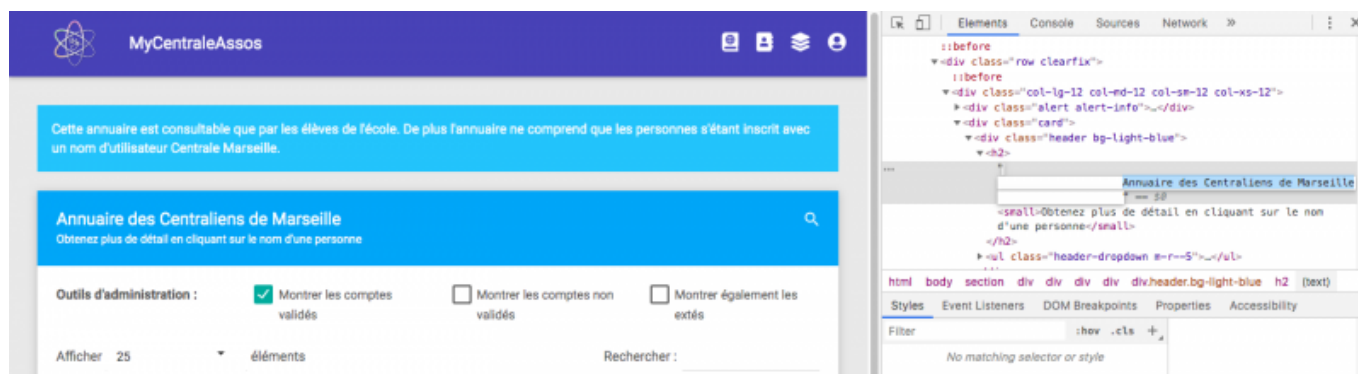 MyCentraleAssos
Cette annuaire est consultable que par les élèves de l'école. De plus l'annuaire ne comprend que les personnes s'étant inscrit avec
un nom d'utilisateur Centrale Marseille.
Annuaire des Centraliens de Marseille
Obtenez plus de détail en cliquant sur le nom d'une personne
Outils d'administration :
Montrer les comptes
validés
Montrer les comptes non
validés
Montrer également les
extés
Afficher 25 éléments
Rechercher :
Elements Console Sources Network »
::before
▼<div class="row clearfix">
::before
▼<div class="col-lg-12 col-md-12 col-sm-12 col-xs-12">
▶<div class="alert alert-info">…</div>
▼<div class="card">
▼<div class="header bg-light-blue">
▼<h2>
...
"
Annuaire des Centraliens de Marseille
" == $0
<small>Obtenez plus de détail en cliquant sur le nom
d'une personne</small>
</h2>
▶<ul class="header-dropdown m-r--5">…</ul>
html body section div div div div div.header.bg-light-blue h2 (text)
Styles Event Listeners DOM Breakpoints Properties Accessibility
Filter :hov .cls +
No matching selector or style